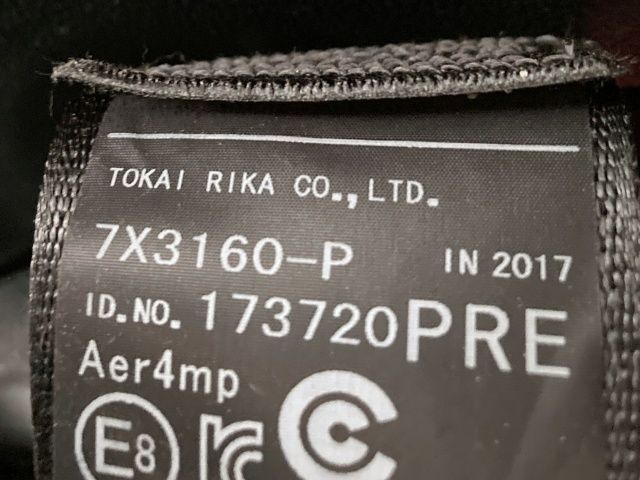 TOKAI RIKA CO.,LTD.
7X3160-P IN 2017
ID.NO. 173720PRE
Aer4mp
E8